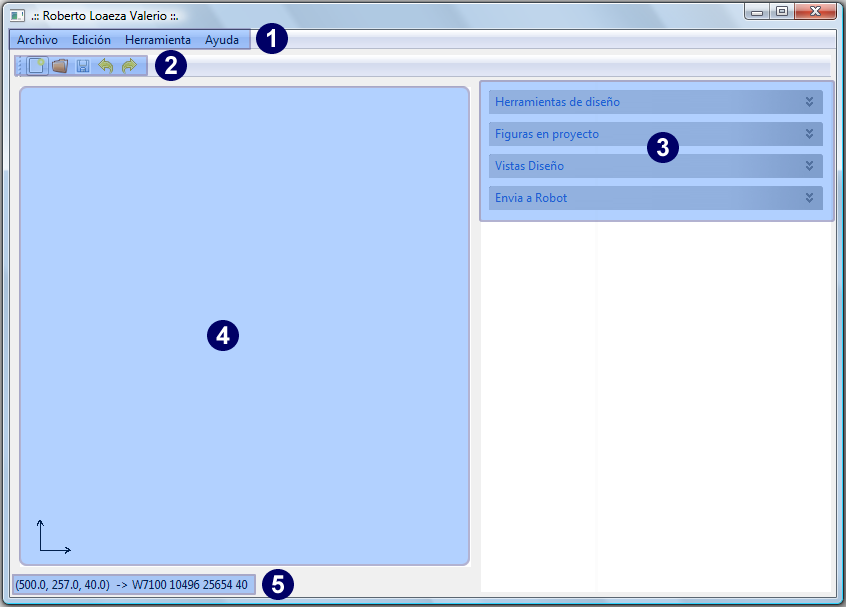 .:: Roberto Loaeza Valerio ::.
Archivo Edición Herramienta Ayuda 1
2
Herramientas de diseño
Figuras en proyecto
3
Vistas Diseño
Envia a Robot
4
(500.0, 257.0, 40.0) -> W7100 10496 25654 40 5